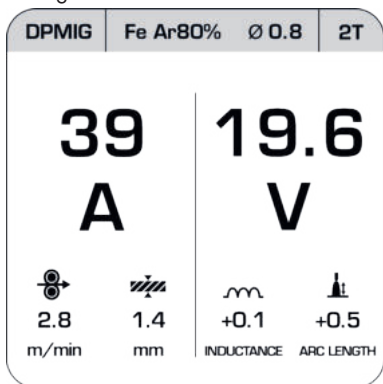 DPMIG Fe Ar80% Ø 0.8 2T
39 19.6
A V
2.8 1.4 +0.1 +0.5
m/min mm INDUCTANCE ARC LENGTH